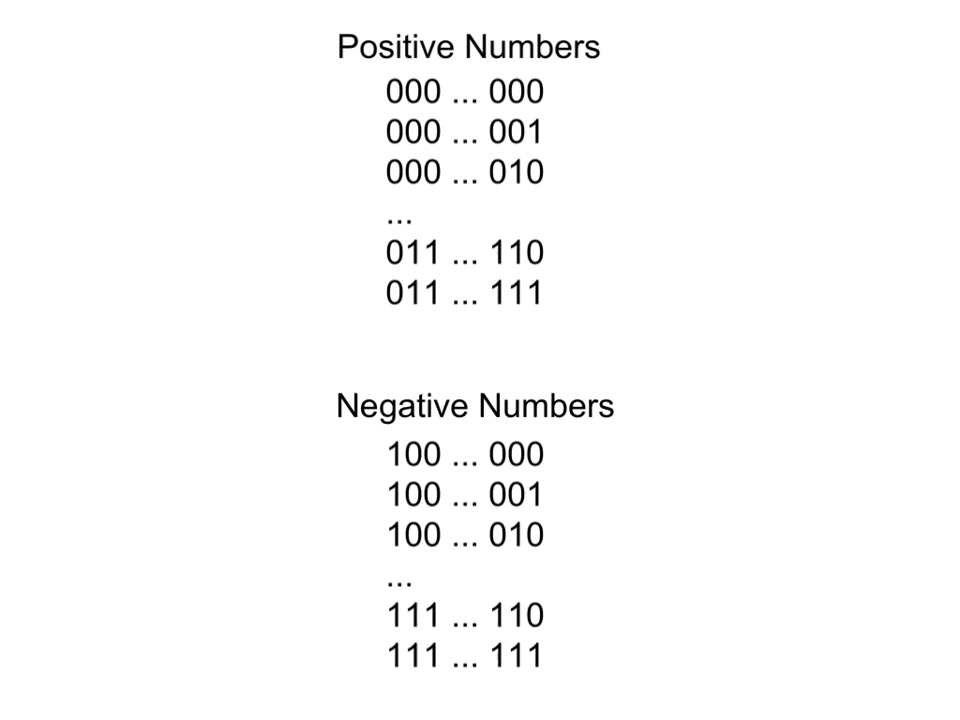 Positive Numbers
000 ... 000
000 ... 001
000 ... 010
...
011 ... 110
011 ... 111
Negative Numbers
100 ... 000
100 ... 001
100 ... 010
...
111 ... 110
111 ... 111